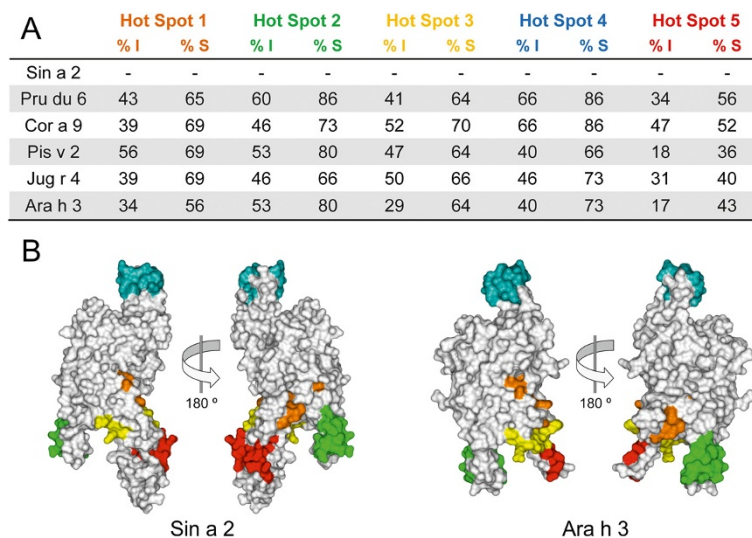 A
Hot Spot 1 Hot Spot 2 Hot Spot 3 Hot Spot 4 Hot Spot 5
% I % S % I % S % I % S % I % S % I % S
Sin a 2 - - - - - - - - - -
Pru du 6 43 65 60 86 41 64 66 86 34 56
Cor a 9 39 69 46 73 52 70 66 86 47 52
Pis v 2 56 69 53 80 47 64 40 66 18 36
Jug r 4 39 69 46 66 50 66 46 73 31 40
Ara h 3 34 56 53 80 29 64 40 73 17 43
B
180 º 180 º
Sin a 2 Ara h 3